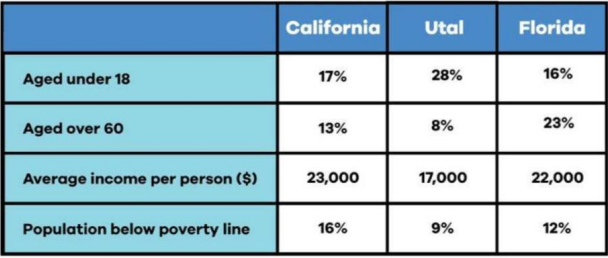 California Utal Florida
Aged under 18 17% 28% 16%
Aged over 60 13% 8% 23%
Average income per person ($) 23,000 17,000 22,000
Population below poverty line 16% 9% 12%